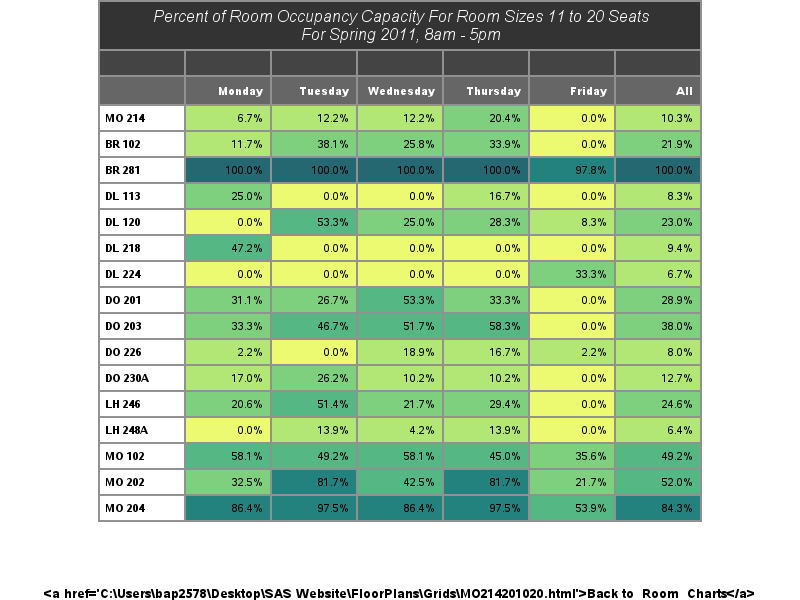 Percent of Room Occupancy Capacity For Room Sizes 11 to 20 Seats
For Spring 2011, 8am - 5pm
Monday Tuesday Wednesday Thursday Friday All
MO 214 6.7% 12.2% 12.2% 20.4% 0.0% 10.3%
BR 102 11.7% 38.1% 25.8% 33.9% 0.0% 21.9%
BR 281 100.0% 100.0% 100.0% 100.0% 97.8% 100.0%
DL 113 25.0% 0.0% 0.0% 16.7% 0.0% 8.3%
DL 120 0.0% 53.3% 25.0% 28.3% 8.3% 23.0%
DL 218 47.2% 0.0% 0.0% 0.0% 0.0% 9.4%
DL 224 0.0% 0.0% 0.0% 0.0% 33.3% 6.7%
DO 201 31.1% 26.7% 53.3% 33.3% 0.0% 28.9%
DO 203 33.3% 46.7% 51.7% 58.3% 0.0% 38.0%
DO 226 2.2% 0.0% 18.9% 16.7% 2.2% 8.0%
DO 230A 17.0% 26.2% 10.2% 10.2% 0.0% 12.7%
LH 246 20.6% 51.4% 21.7% 29.4% 0.0% 24.6%
LH 248A 0.0% 13.9% 4.2% 13.9% 0.0% 6.4%
MO 102 58.1% 49.2% 58.1% 45.0% 35.6% 49.2%
MO 202 32.5% 81.7% 42.5% 81.7% 21.7% 52.0%
MO 204 86.4% 97.5% 86.4% 97.5% 53.9% 84.3%
<a href='C:\Users\bap2578\Desktop\SAS Website\FloorPlans\Grids\MO214201020.html'>Back to Room Charts</a>